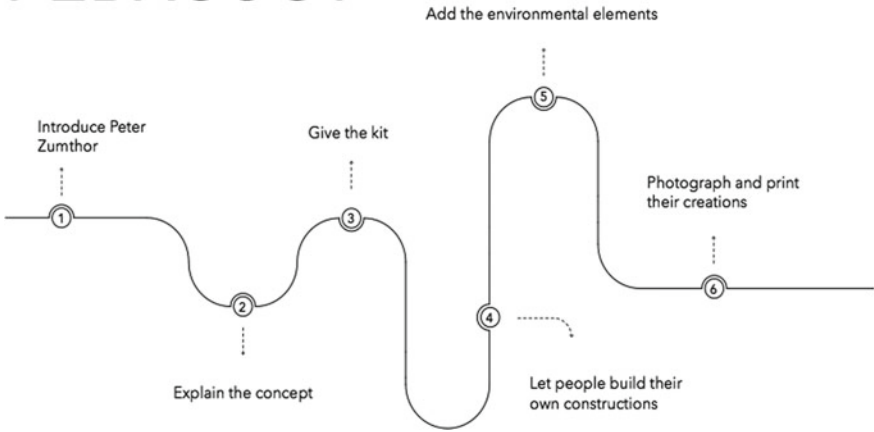 Add the environmental elements
5
Introduce Peter
Zumthor
Give the kit
Photograph and print
their creations
1
3
2
6
4
Explain the concept
Let people build their
own constructions